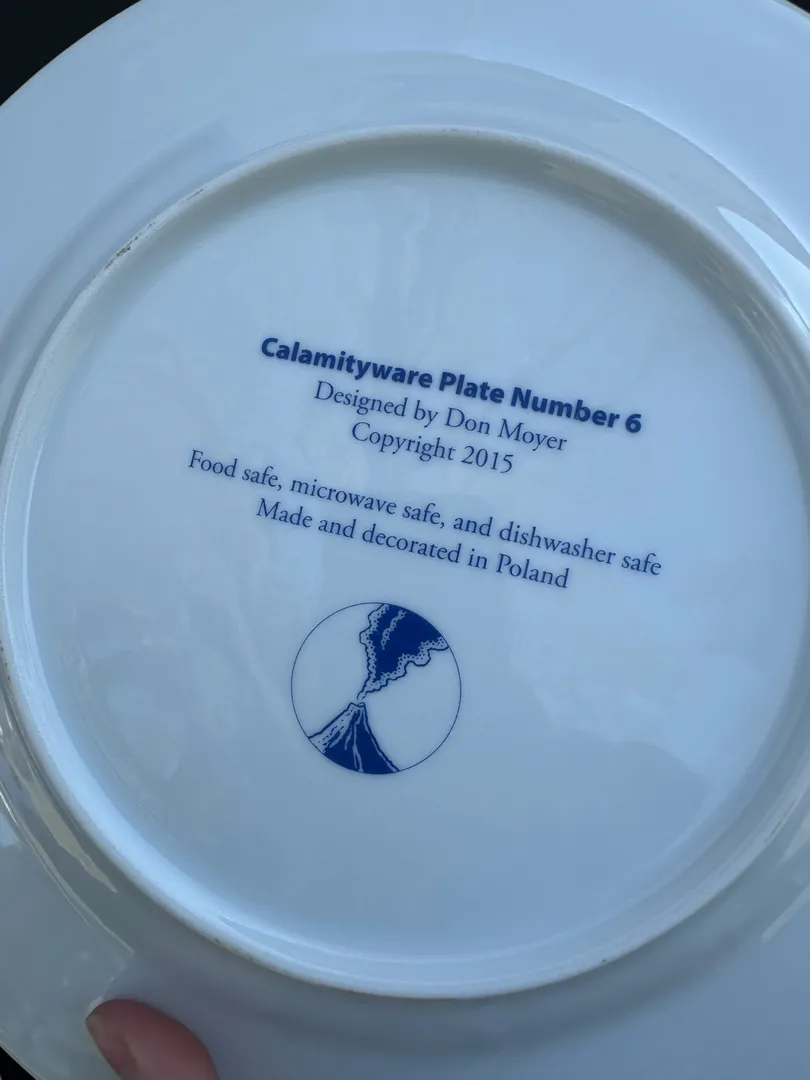 Calamityware Plate Number 6
Designed by Don Moyer
Copyright 2015
Food safe, microwave safe, and dishwasher safe
Made and decorated in Poland